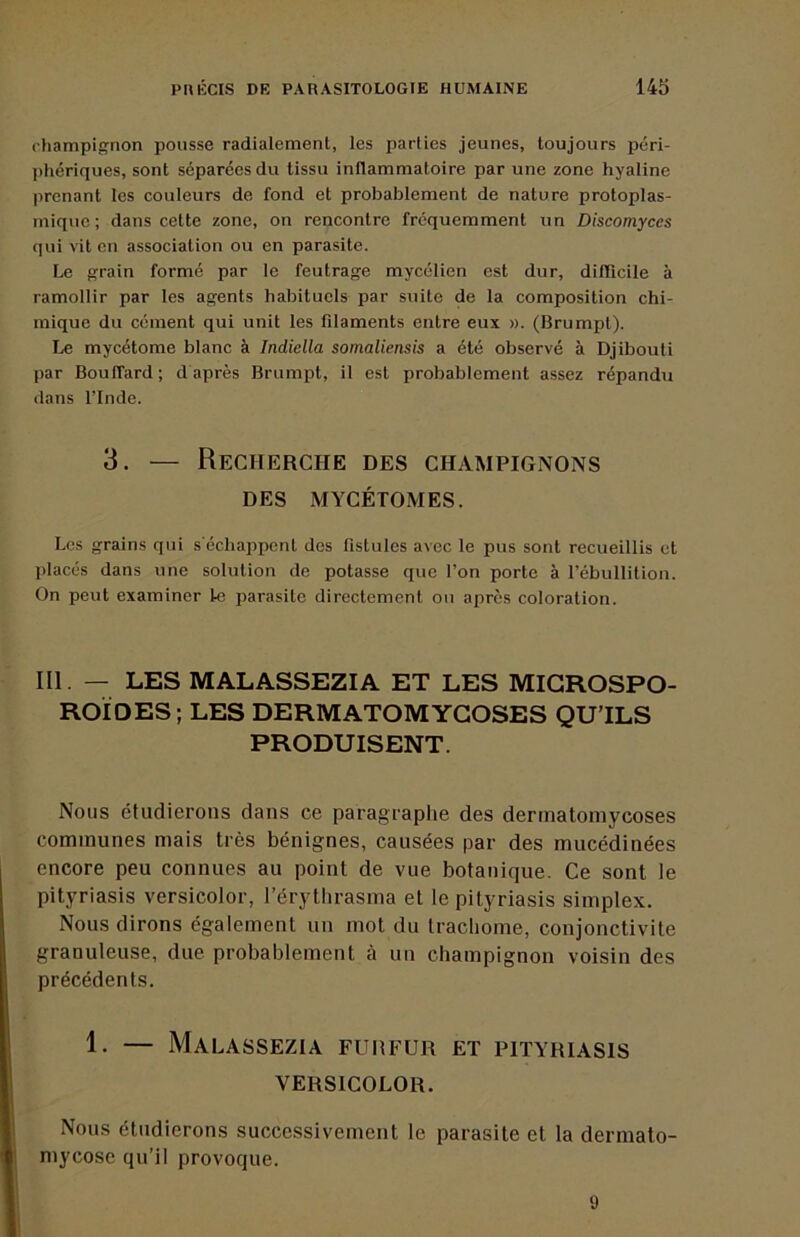 PRÉCIS DE PARASITOLOGIE HUMAINE 145
champignon pousse radialement, les parties jeunes, toujours péri-
phériques, sont séparées du tissu inflammatoire par une zone hyaline
prenant les couleurs de fond et probablement de nature protoplas-
mique ; dans cette zone, on rencontre fréquemment un Discomyces
qui vit en association ou en parasite.
Le grain formé par le feutrage mycélien est dur, difficile à
ramollir par les agents habituels par suite de la composition chi-
mique du cément qui unit les filaments entre eux ». (Brumpt).
Le mycétome blanc à Indiella somaliensis a été observé à Djibouti
par Bouffard ; d'après Brumpt, il est probablement assez répandu
dans l'Inde.
3. — RECHERCHE DES CHAMPIGNONS
DES MYCÉTOMES.
Les grains qui s'échappent des fistules avec le pus sont recueillis et
placés dans une solution de potasse que l'on porte à l'ébullition.
On peut examiner le parasite directement ou après coloration.
III. — LES MALASSEZIA ET LES MICROSPO-
ROÏDES ; LES DERMATOMYCOSES QU'ILS
PRODUISENT.
Nous étudierons dans ce paragraphe des dermatomycoses
communes mais très bénignes, causées par des mucédinées
encore peu connues au point de vue botanique. Ce sont le
pityriasis versicolor, l'érythrasma et le pityriasis simplex.
Nous dirons également un mot du trachome, conjonctivite
granuleuse, due probablement à un champignon voisin des
précédents.
1. — MALASSEZIA FURFUR ET PITYRIASIS
VERSICOLOR.
Nous étudierons successivement le parasite et la dermato-
mycose qu'il provoque.
9